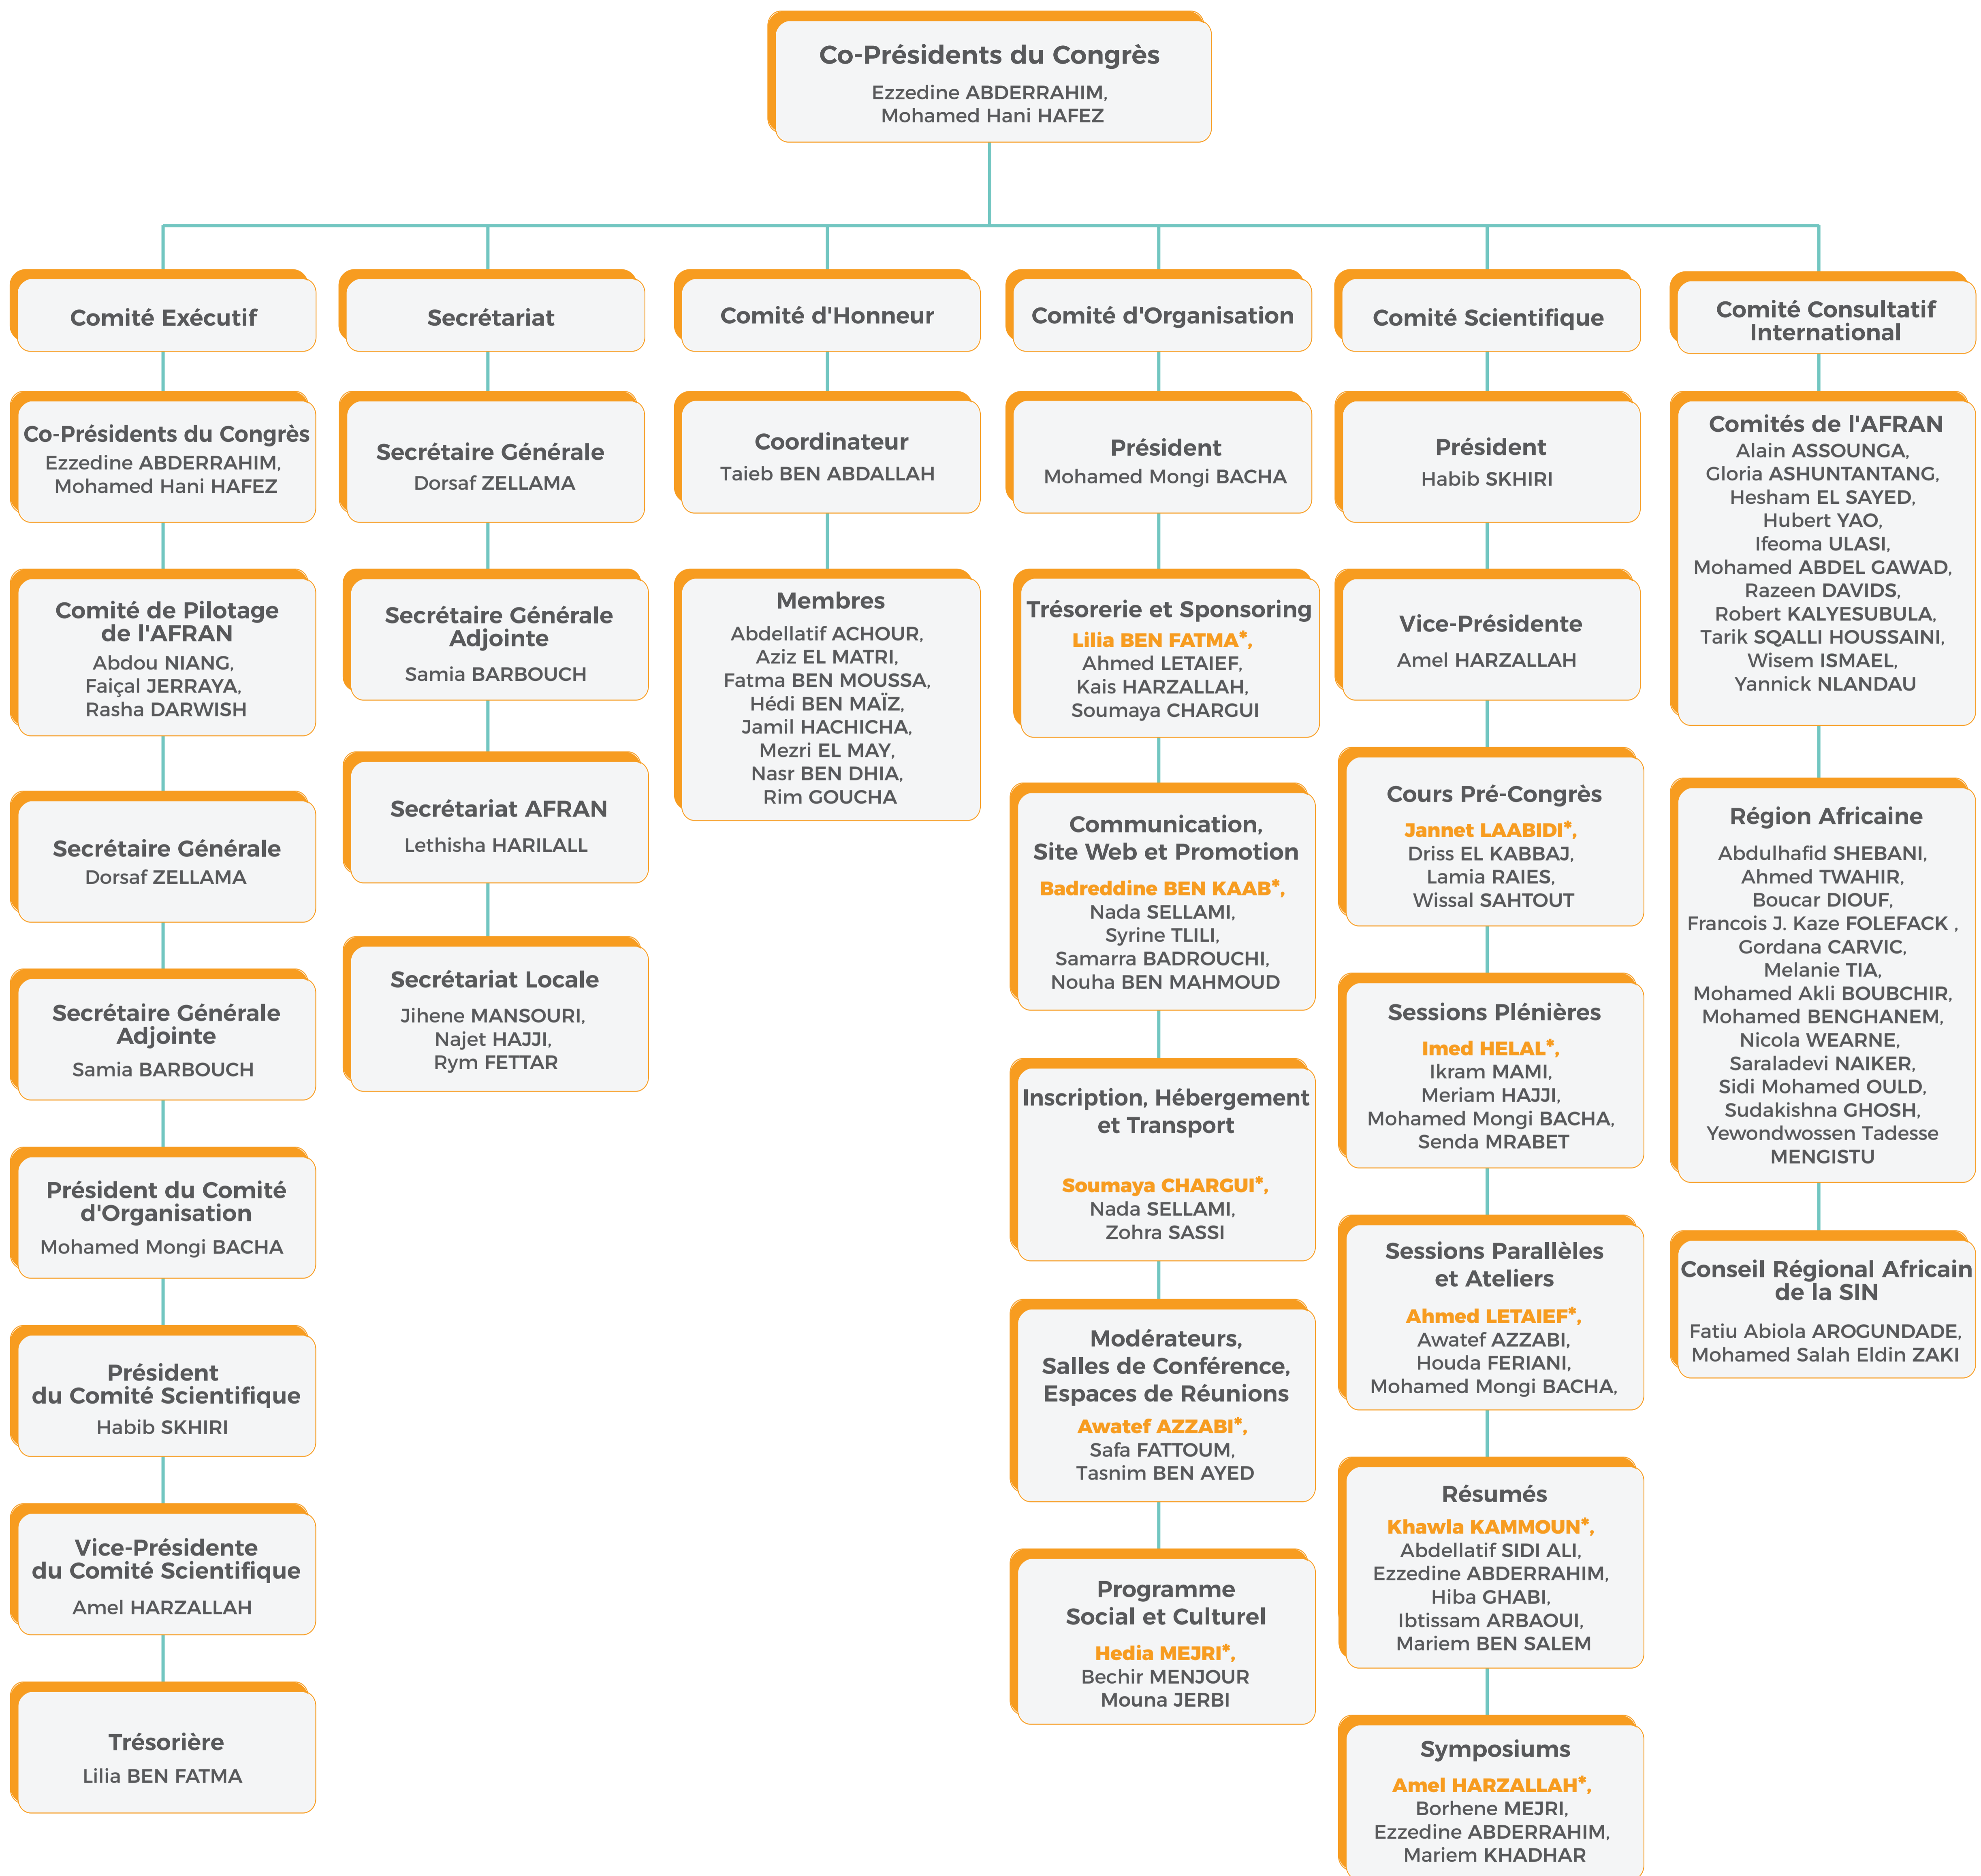 Co-Présidents du Congrès
Ezzedine ABDERRAHIM,
Mohamed Hani HAFEZ
Comité Exécutif
Co-Présidents du Congrès
Ezzedine ABDERRAHIM,
Mohamed Hani HAFEZ
Comité de Pilotage
de l'AFRAN
Abdou NIANG,
Faiçal JERRAYA,
Rasha DARWISH
Secrétaire Générale
Dorsaf ZELLAMA
Secrétaire Générale
Adjointe
Samia BARBOUCH
Président du Comité
d'Organisation
Mohamed Mongi BACHA
Président
du Comité Scientifique
Habib SKHIRI
Vice-Présidente
du Comité Scientifique
Amel HARZALLAH
Trésorière
Lilia BEN FATMA
Secrétariat
Secrétaire Générale
Dorsaf ZELLAMA
Secrétaire Générale
Adjointe
Samia BARBOUCH
Secrétariat AFRAN
Lethisha HARILALL
Secrétariat Locale
Jihene MANSOURI,
Najet HAJJI,
Rym FETTAR
Comité d'Honneur
Coordinateur
Taieb BEN ABDALLAH
Membres
Abdellatif ACHOUR,
Aziz EL MATRI,
Fatma BEN MOUSSA,
Hédi BEN MAÏZ,
Jamil HACHICHA,
Mezri EL MAY,
Nasr BEN DHIA,
Rim GOUCHA
Comité d'Organisation
Président
Mohamed Mongi BACHA
Trésorerie et Sponsoring
Lilia BEN FATMA*,
Ahmed LETAIEF,
Kais HARZALLAH,
Soumaya CHARGUI
Communication,
Site Web et Promotion
Badreddine BEN KAAB*,
Nada SELLAMI,
Syrine TLILI,
Samarra BADROUCHI,
Nouha BEN MAHMOUD
Inscription, Hébergement
et Transport
Soumaya CHARGUI*,
Nada SELLAMI,
Zohra SASSI
Modérateurs,
Salles de Conférence,
Espaces de Réunions
Awatef AZZABI*,
Safa FATTOUM,
Tasnim BEN AYED
Programme
Social et Culturel
Hedia MEJRI*,
Bechir MENJOUR
Mouna JERBI
Comité Scientifique
Président
Habib SKHIRI
Vice-Présidente
Amel HARZALLAH
Cours Pré-Congrès
Jannet LAABIDI*,
Driss EL KABBAJ,
Lamia RAIES,
Wissal SAHTOUT
Sessions Plénières
Imed HELAL*,
Ikram MAMI,
Meriam HAJJI,
Mohamed Mongi BACHA,
Senda MRABET
Sessions Parallèles
et Ateliers
Ahmed LETAIEF*,
Awatef AZZABI,
Houda FERIANI,
Mohamed Mongi BACHA,
Résumés
Khawla KAMMOUN*,
Abdellatif SIDI ALI,
Ezzedine ABDERRAHIM,
Hiba GHABI,
Ibtissam ARBAOUI,
Mariem BEN SALEM
Symposiums
Amel HARZALLAH*,
Borhene MEJRI,
Ezzedine ABDERRAHIM,
Mariem KHADHAR
Comité Consultatif
International
Comités de l'AFRAN
Alain ASSOUNGA,
Gloria ASHUNTANTANG,
Hesham EL SAYED,
Hubert YAO,
Ifeoma ULASI,
Mohamed ABDEL GAWAD,
Razeen DAVIDS,
Robert KALYESUBULA,
Tarik SQALLI HOUSSAINI,
Wisem ISMAEL,
Yannick NLANDAU
Région Africaine
Abdulhafid SHEBANI,
Ahmed TWAHIR,
Boucar DIOUF,
Francois J. Kaze FOLEFACK ,
Gordana CARVIC,
Melanie TIA,
Mohamed Akli BOUBCHIR,
Mohamed BENGHANEM,
Nicola WEARNE,
Saraladevi NAIKER,
Sidi Mohamed OULD,
Sudakishna GHOSH,
Yewondwossen Tadesse
MENGISTU
Conseil Régional Africain
de la SIN
Fatiu Abiola AROGUNDADE,
Mohamed Salah Eldin ZAKI